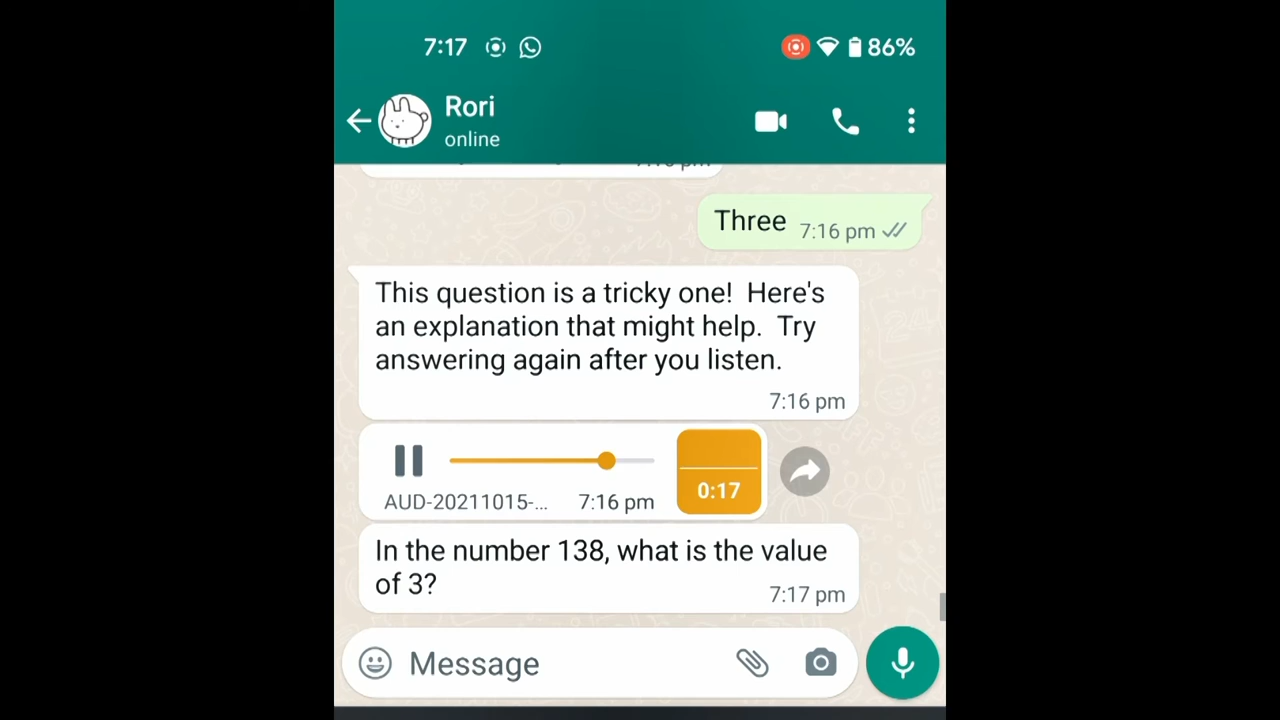 7:17
86%
Rori
online
Three
7:16 pm
This question is a tricky one! Here's
an explanation that might help. Try
answering again after you listen.
7:16 pm
0:17
AUD-20211015-...
7:16 pm
In the number 138, what is the value
of 3?
7:17 pm
Message